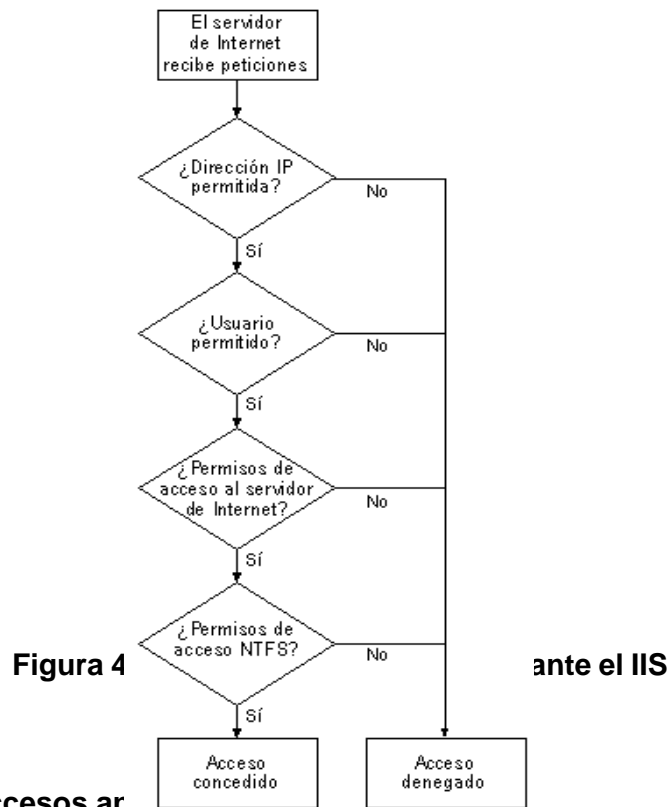 El servidor
de Internet
recibe peticiones
¿Dirección IP
permitida?
No
Sí
¿Usuario
permitido?
No
Sí
¿Permisos de
acceso al servidor
de Internet?
No
Sí
¿Permisos de
acceso NTFS?
No
Figura 4
ante el IIS
Sí
Acceso
concedido
Acceso
denegado